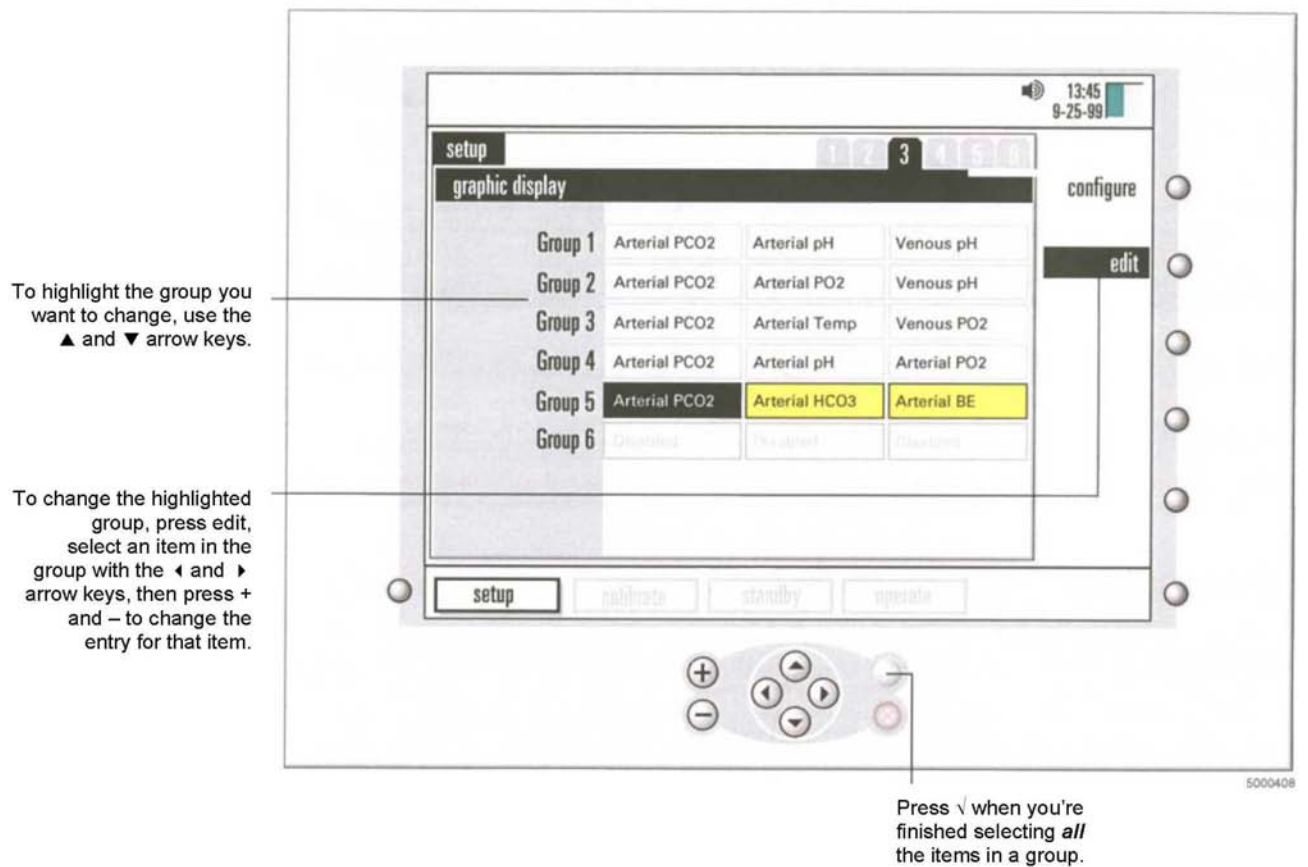 13:45
9-25-99
setup
1 2 3 4 5 6
graphic display
configure
edit
Group 1 Arterial PCO2 Arterial pH Venous pH
Group 2 Arterial PCO2 Arterial PO2 Venous pH
Group 3 Arterial PCO2 Arterial Temp Venous PO2
Group 4 Arterial PCO2 Arterial pH Arterial PO2
Group 5 Arterial PCO2 Arterial HCO3 Arterial BE
Group 6 Disabled Disabled Disabled
setup calibrate standby operate
To highlight the group you
want to change, use the
▲ and ▼ arrow keys.
To change the highlighted
group, press edit,
select an item in the
group with the ◂ and ▸
arrow keys, then press +
and – to change the
entry for that item.
Press √ when you're
finished selecting all
the items in a group.
5000408